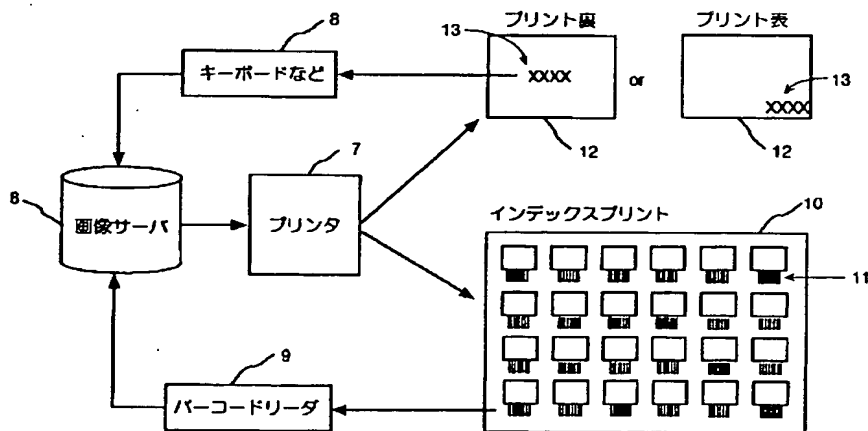 プリント裏
プリント表
8
13
キーボードなど
XXXX
or
13
XXXX
12
12
7
8
画像サーバ
プリンタ
インデックスプリント
10
11
9
バーコードリーダ